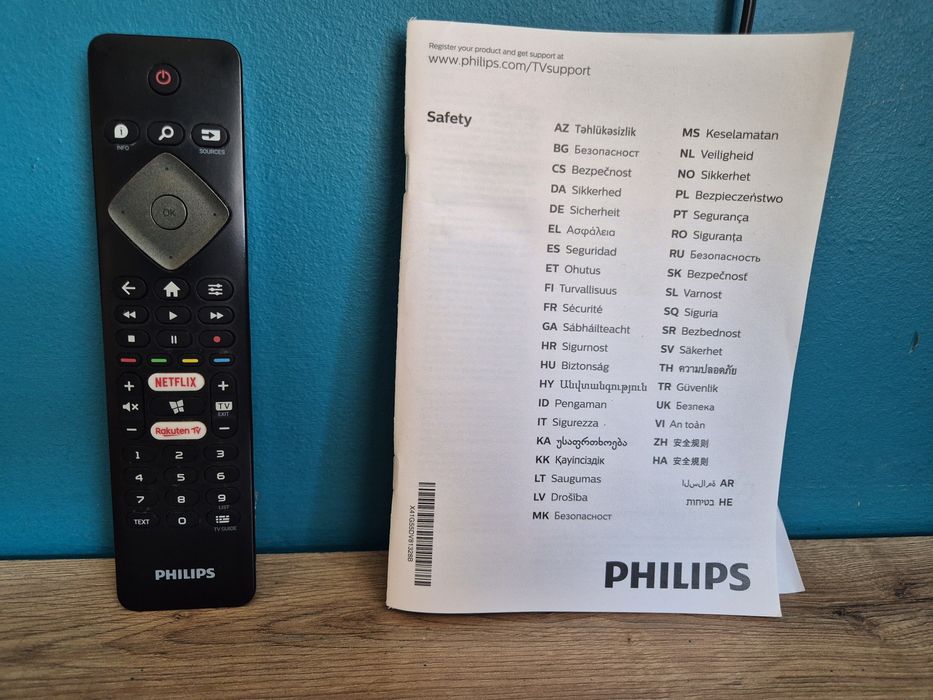 INFO
SOURCES
OK
NETFLIX
TV
EXIT
Rakuten TV
1 2 3
4 5 6
7 8 9
LIST
TEXT 0
TV GUIDE
PHILIPS
Register your product and get support at
www.philips.com/TVsupport
Safety
AZ Təhlükəsizlik
BG Безопасност
CS Bezpečnost
DA Sikkerhed
DE Sicherheit
EL Ασφάλεια
ES Seguridad
ET Ohutus
FI Turvallisuus
FR Sécurité
GA Sábháilteacht
HR Sigurnost
HU Biztonság
HY Անվտանգություն
ID Pengaman
IT Sigurezza
KA უსაფრთხოება
KK Қауіпсіздік
LT Saugumas
LV Drošība
MK Безопасност
MS Keselamatan
NL Veiligheid
NO Sikkerhet
PL Bezpieczeństwo
PT Segurança
RO Siguranța
RU Безопасность
SK Bezpečnosť
SL Varnost
SQ Siguria
SR Bezbednost
SV Säkerhet
TH ความปลอดภัย
TR Güvenlik
UK Безпека
VI An toàn
ZH 安全規則
HA 安全規則
AR
HE בטיחות
PHILIPS